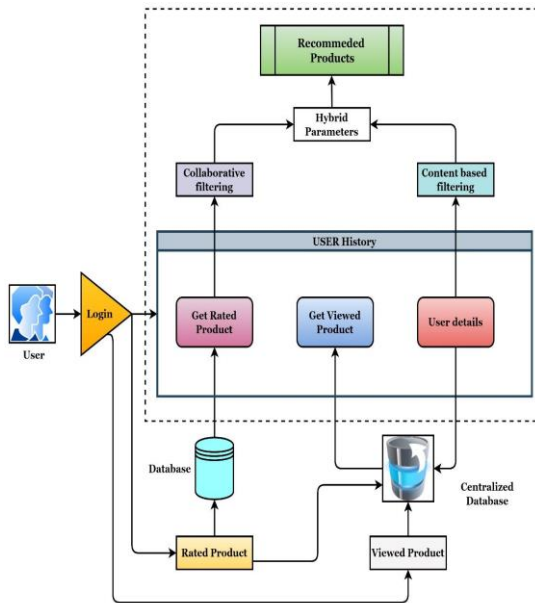 Recommeded
Products
Hybrid
Parameters
Collaborative
filtering
Content based
filtering
USER History
Login
User
Get Rated
Product
Get Viewed
Product
User details
Database
Centralized
Database
Rated Product
Viewed Product